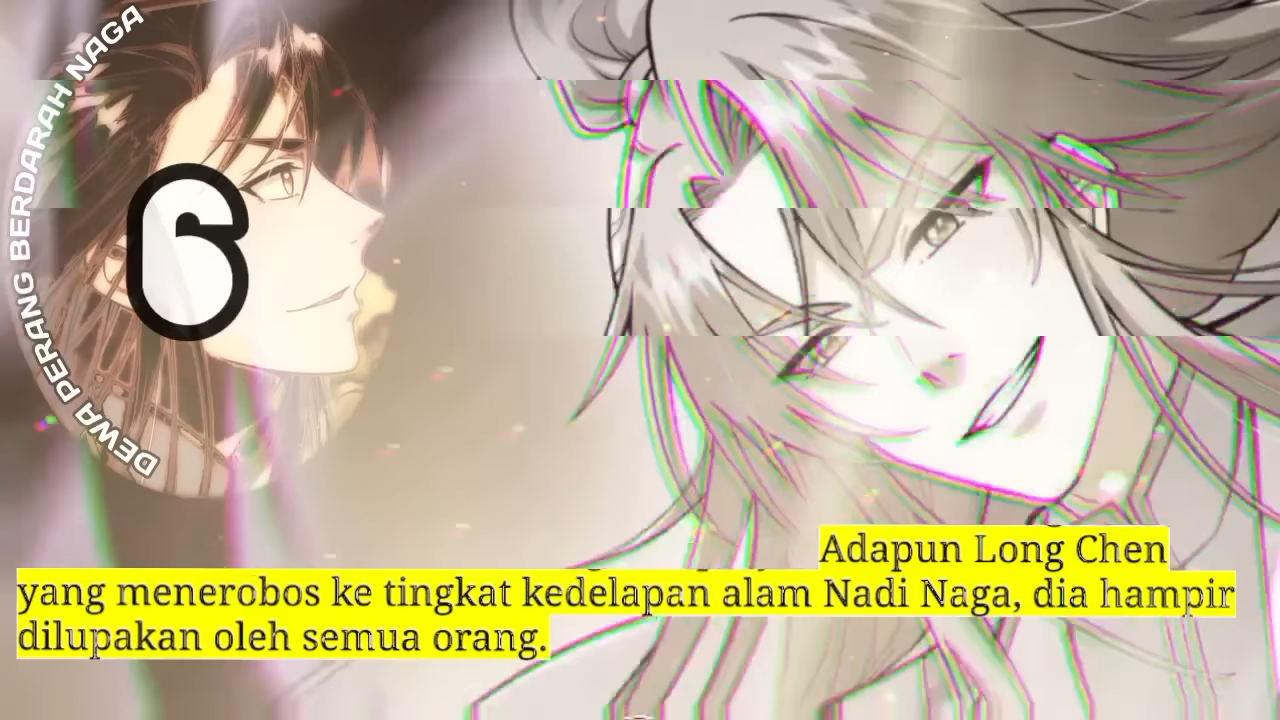 DEWA PERANG BERDARAH NAGA
6
Adapun Long Chen
yang menerobos ke tingkat kedelapan alam Nadi Naga, dia hampir
dilupakan oleh semua orang.